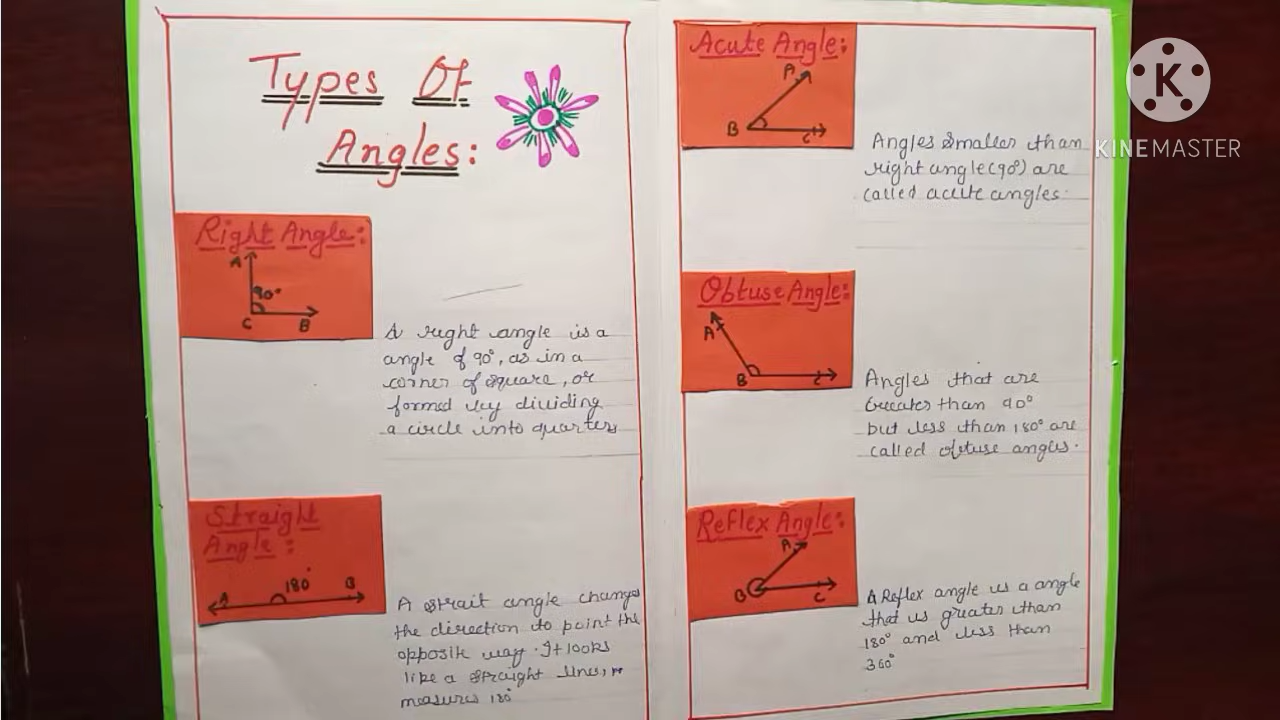 Types Of
Angles:
Right Angle:
A
90°
C B
A right angle is a
angle of 90°, as in a
corner of square, or
formed by dividing
a circle into quarters
Straight
Angle:
180°
A B
A strait angle changes
the direction to point the
opposite way. It looks
like a straight line,
measures 180°
Acute Angle:
A
B C
Angles smaller than
right angle (90°) are
called acute angles.
Obtuse Angle:
A
B C
Angles that are
Greater than 90°
but less than 180° are
called obtuse angles.
Reflex Angle:
A
B C
A Reflex angle is a angle
that is greater than
180° and less than
360°
K
KINEMASTER